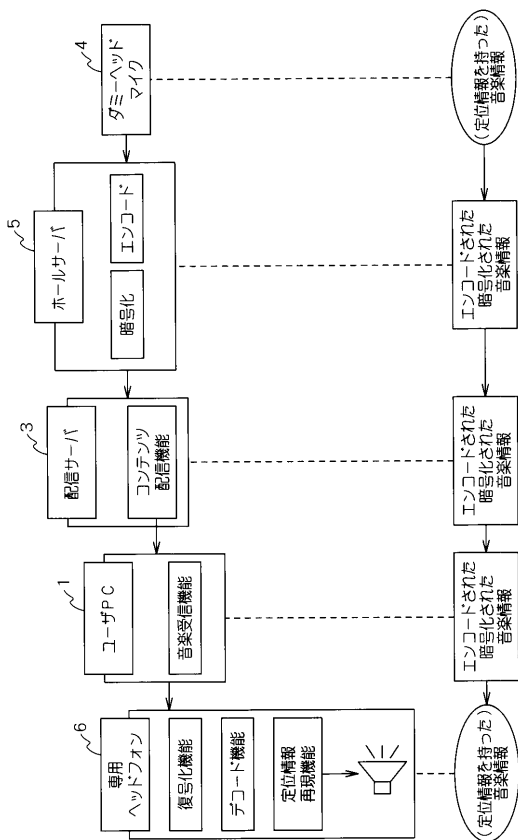 4
ダミーヘッド
マイク
5
ホールサーバ
エンコード
暗号化
3
配信サーバ
コンテンツ
配信機能
1
ユーザPC
音楽受信機能
6
専用
ヘッドフォン
復号化機能
デコード機能
定位情報
再現機能
(定位情報を持った)
音楽情報
エンコードされた
暗号化された
音楽情報
エンコードされた
暗号化された
音楽情報
エンコードされた
暗号化された
音楽情報
(定位情報を持った)
音楽情報